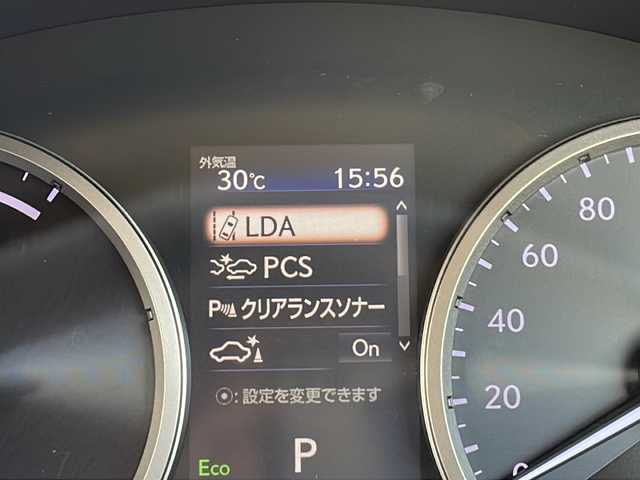 外気温
30℃ 15:56
LDA
PCS
P クリアランスソナー
On
: 設定を変更できます
P
Eco
80
60
40
20
0